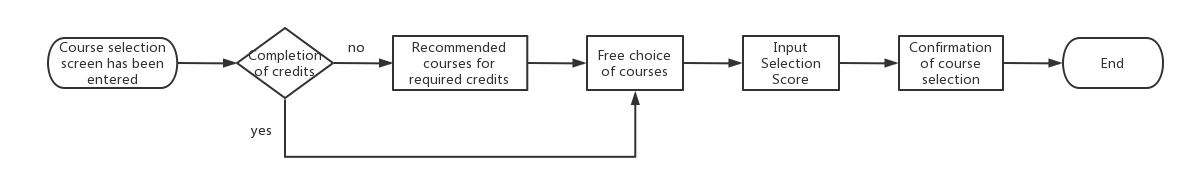 Course selection
screen has been
entered
Completion
of credits
no
yes
Recommended
courses for
required credits
Free choice
of courses
Input
Selection
Score
Confirmation
of course
selection
End